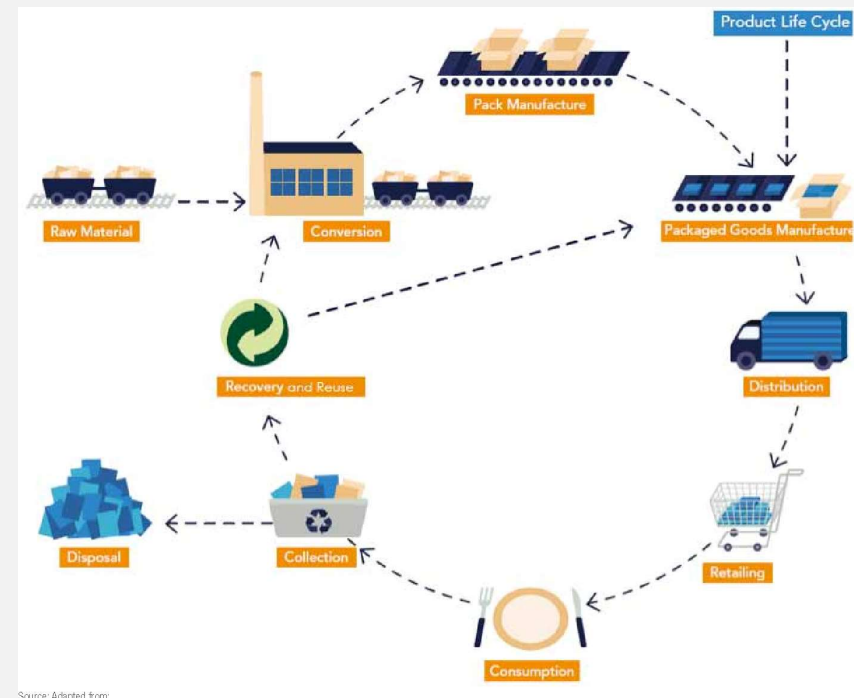 Product Life Cycle
Pack Manufacture
Raw Material
Conversion
Packaged Goods Manufacture
Recovery and Reuse
Distribution
Disposal
Collection
Retailing
Consumption
Source: Adapted from: